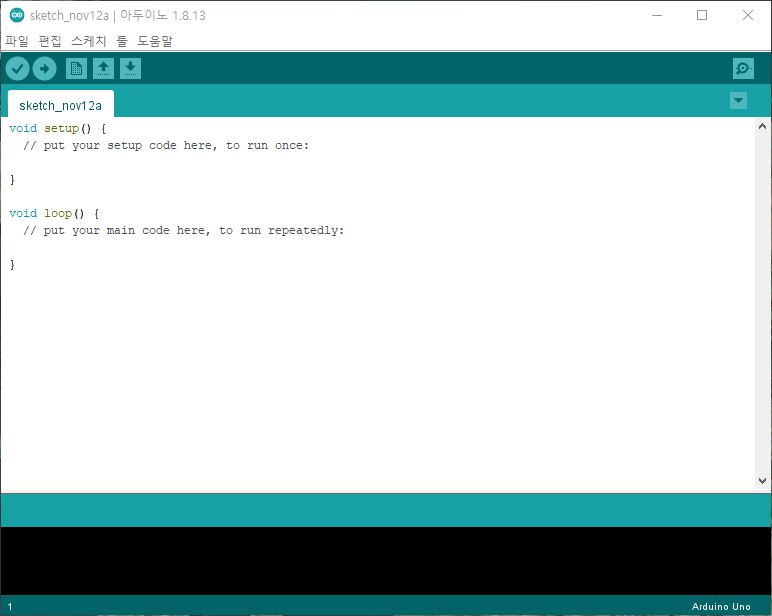 sketch_nov12a | 아두이노 1.8.13
파일 편집 스케치 툴 도움말
sketch_nov12a
void setup() {
  // put your setup code here, to run once:
}
void loop() {
  // put your main code here, to run repeatedly:
}
1
Arduino Uno